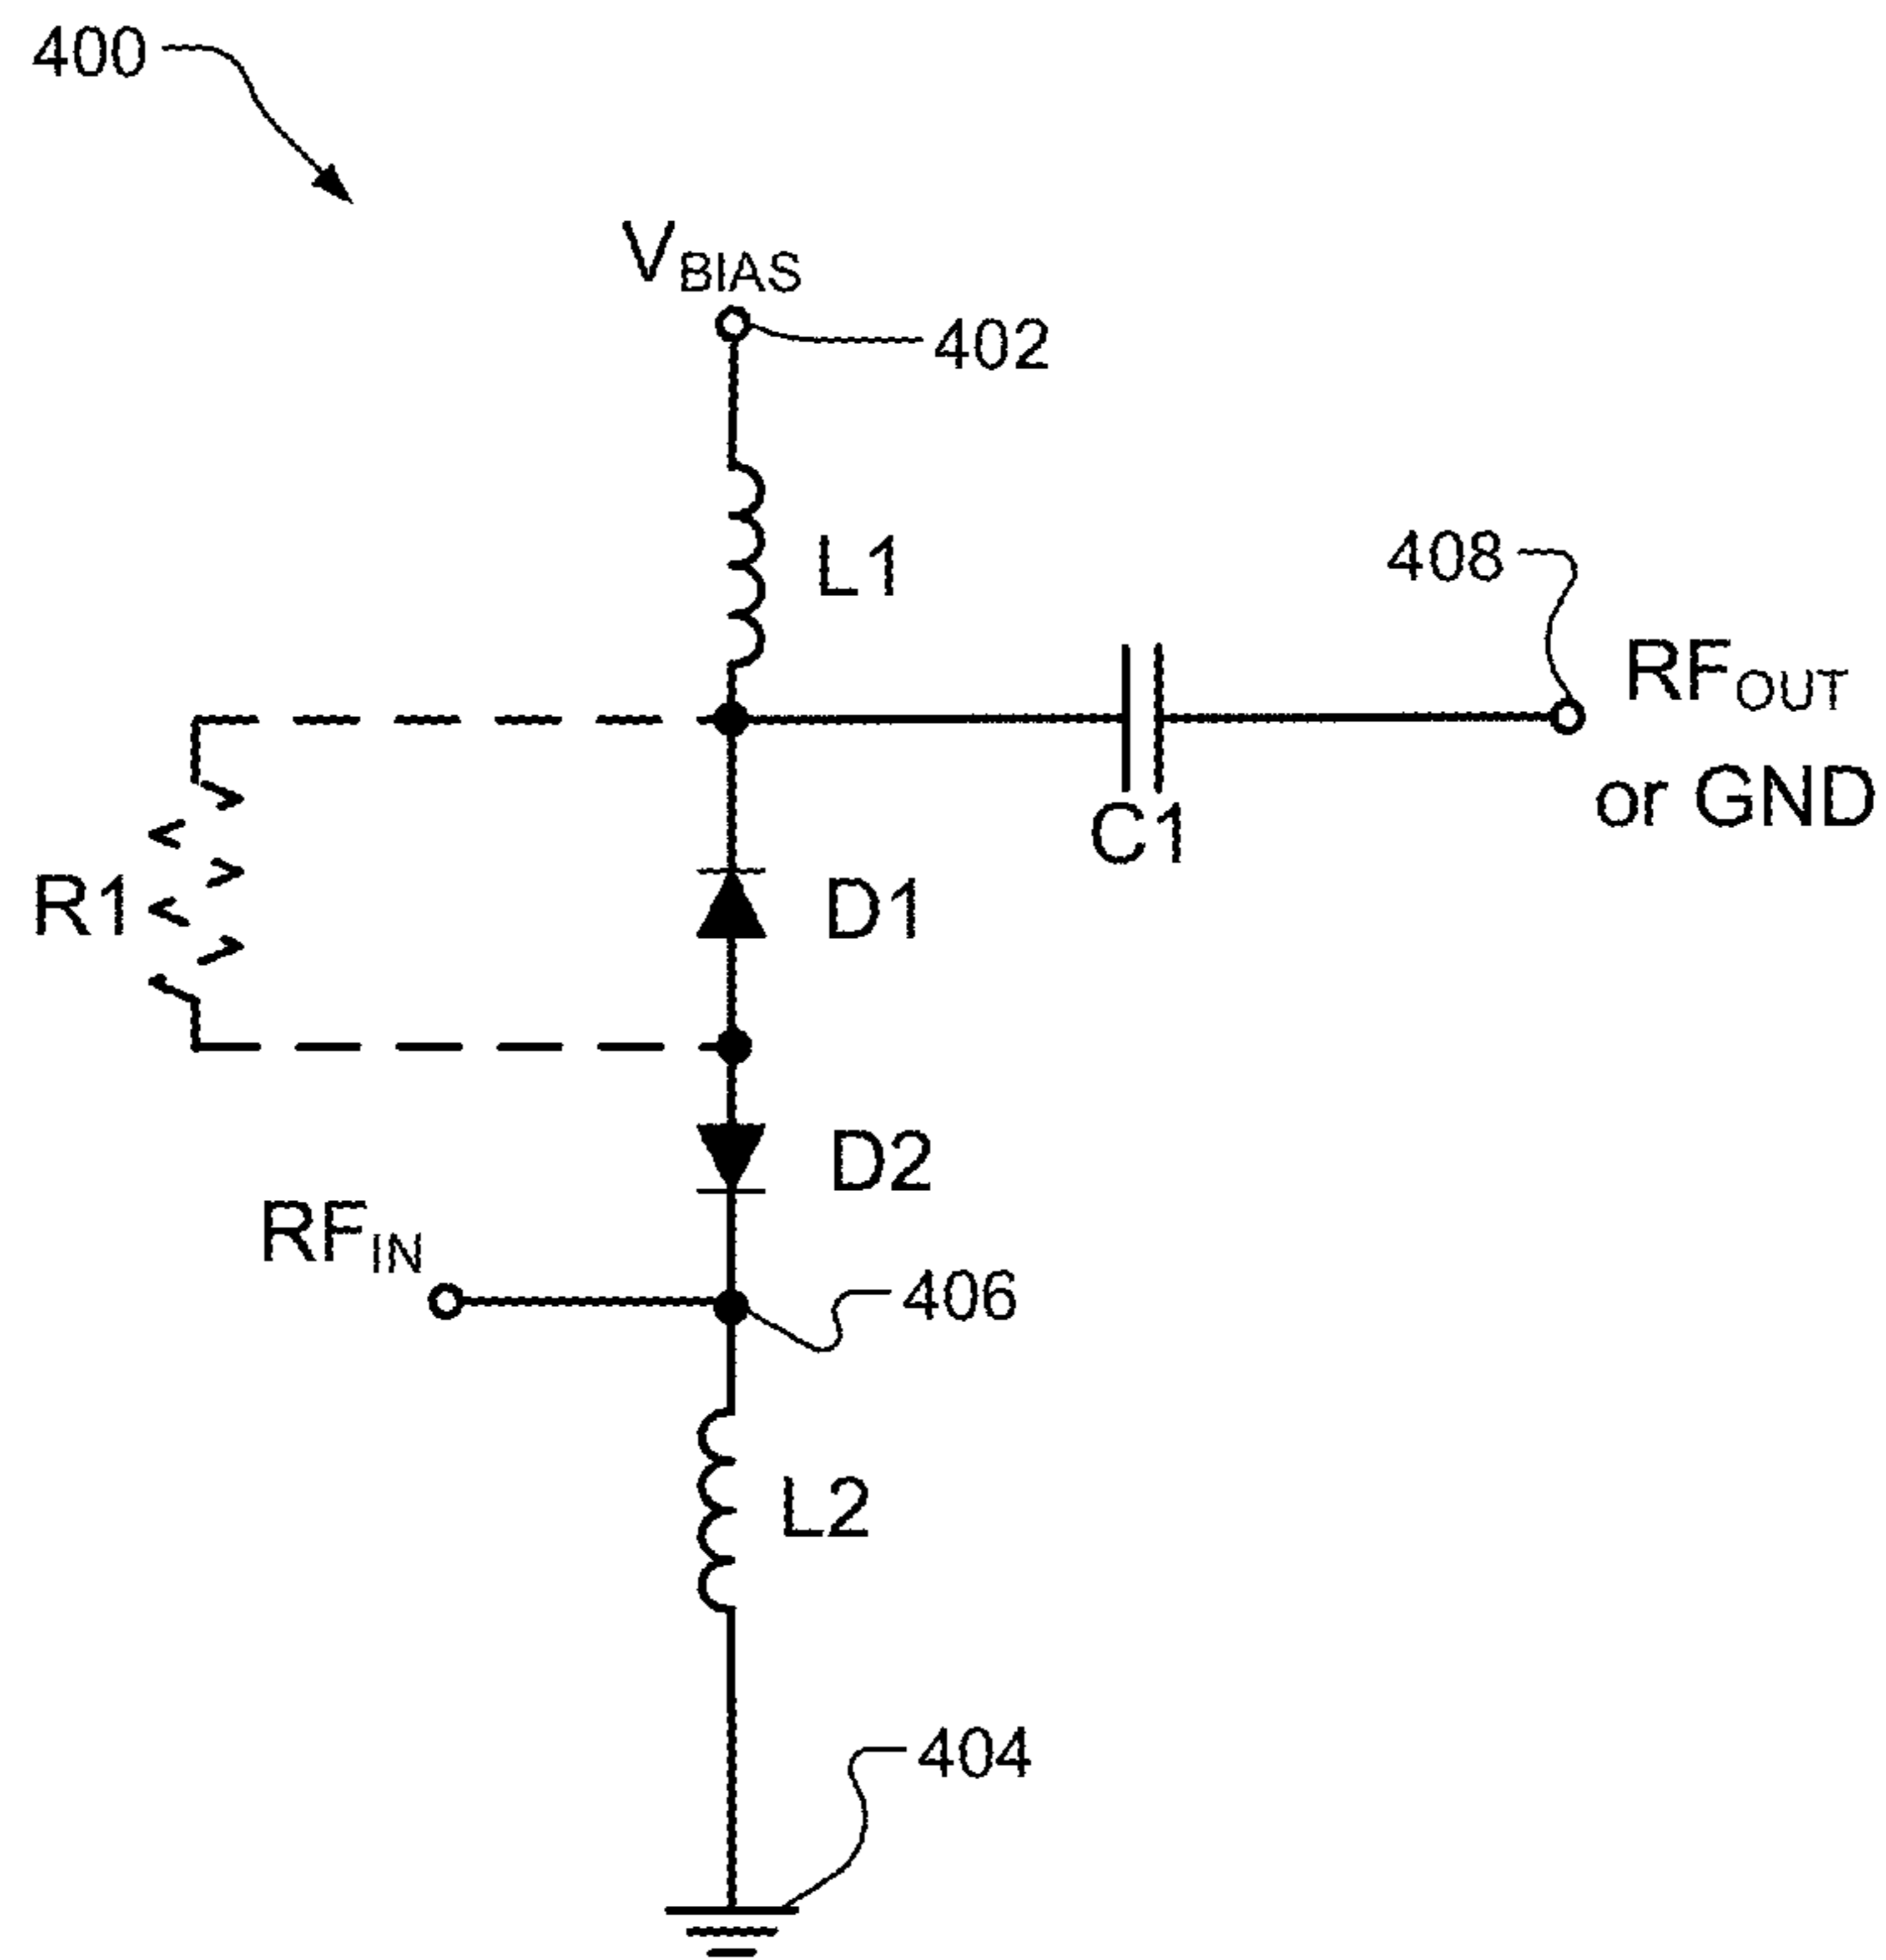 400
VBIAS
402
L1
408
RFOUT
or GND
C1
R1
D1
D2
RFIN
406
L2
404